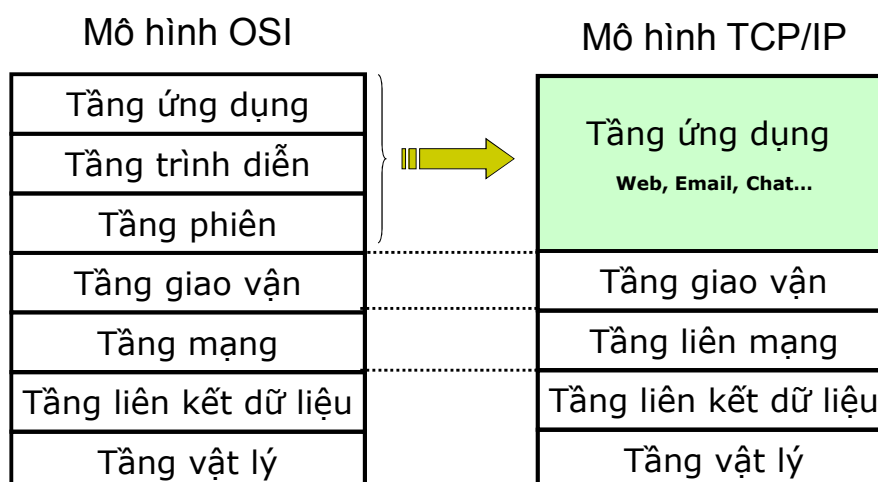 Mô hình OSI
Tầng ứng dụng
Tầng trình diễn
Tầng phiên
Tầng giao vận
Tầng mạng
Tầng liên kết dữ liệu
Tầng vật lý
Mô hình TCP/IP
Tầng ứng dụng
Web, Email, Chat...
Tầng giao vận
Tầng liên mạng
Tầng liên kết dữ liệu
Tầng vật lý